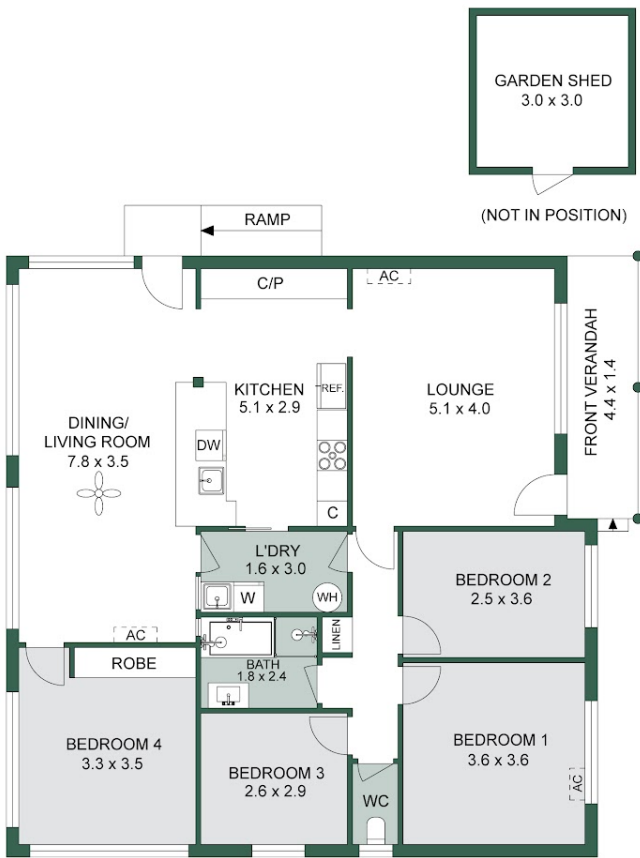 GARDEN SHED
3.0 x 3.0
(NOT IN POSITION)
RAMP
C/P
AC
KITCHEN
5.1 x 2.9
REF.
LOUNGE
5.1 x 4.0
FRONT VERANDAH
4.4 x 1.4
DINING/
LIVING ROOM
7.8 x 3.5
DW
C
L'DRY
1.6 x 3.0
W
WH
BEDROOM 2
2.5 x 3.6
AC
LINEN
ROBE
BATH
1.8 x 2.4
BEDROOM 4
3.3 x 3.5
BEDROOM 3
2.6 x 2.9
WC
BEDROOM 1
3.6 x 3.6
AC